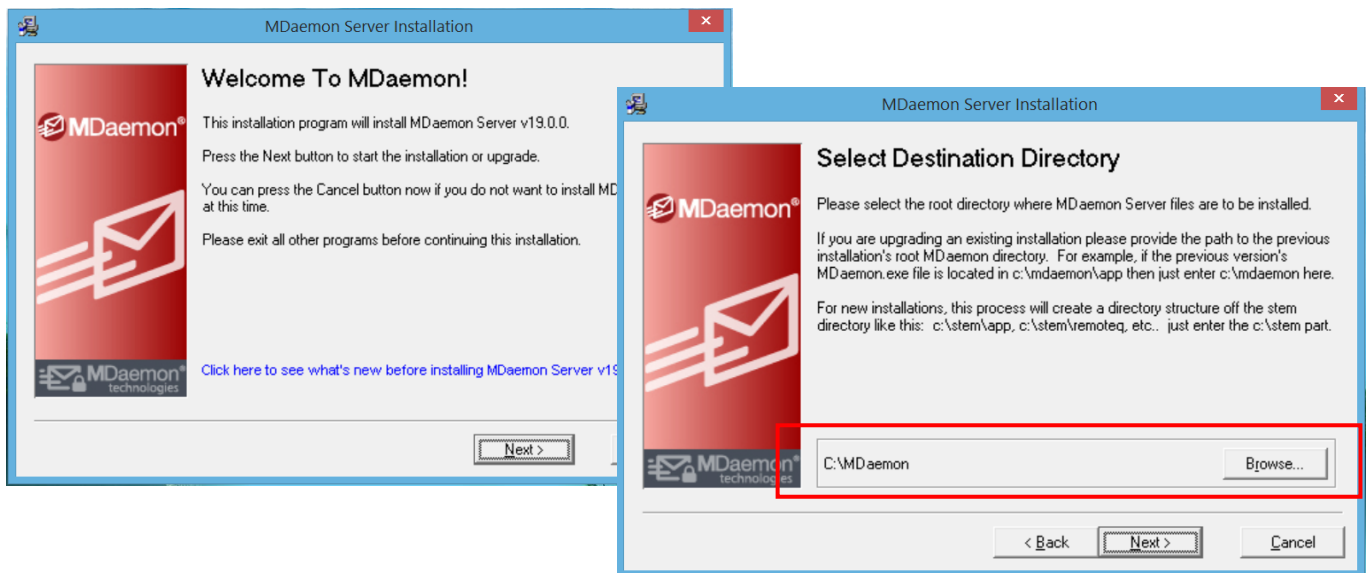 MDaemon Server Installation
Welcome To MDaemon!
MDaemon®
This installation program will install MDaemon Server v19.0.0.
Press the Next button to start the installation or upgrade.
You can press the Cancel button now if you do not want to install MD
at this time.
Please exit all other programs before continuing this installation.
Click here to see what's new before installing MDaemon Server v19
MDaemon®
technologies
Next >
MDaemon Server Installation
Select Destination Directory
MDaemon®
Please select the root directory where MDaemon Server files are to be installed.
If you are upgrading an existing installation please provide the path to the previous
installation's root MDaemon directory. For example, if the previous version's
MDaemon.exe file is located in c:\mdaemon\app then just enter c:\mdaemon here.
For new installations, this process will create a directory structure off the stem
directory like this: c:\stem\app, c:\stem\remoteq, etc.. just enter the c:\stem part.
MDaemon®
technologies
C:\MDaemon
Browse...
< Back
Next >
Cancel